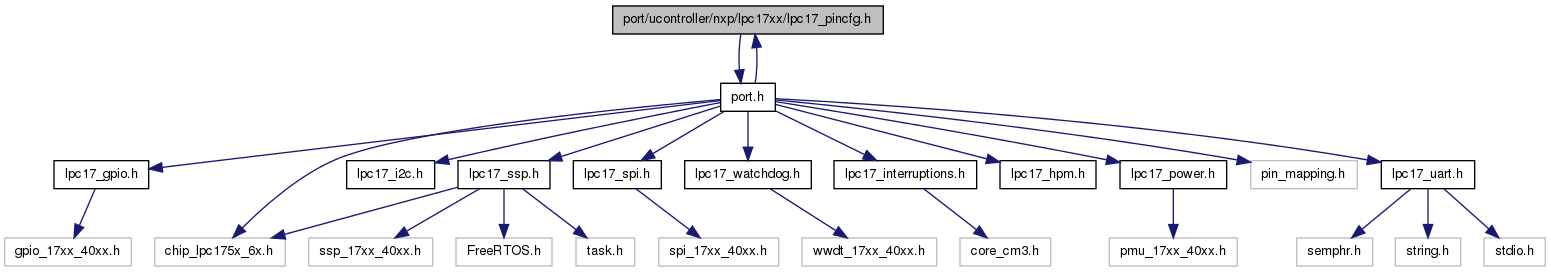 port/ucontroller/nxp/lpc17xx/lpc17_pincfg.h
port.h
lpc17_gpio.h
lpc17_i2c.h
lpc17_ssp.h
lpc17_spi.h
lpc17_watchdog.h
lpc17_interruptions.h
lpc17_hpm.h
lpc17_power.h
pin_mapping.h
lpc17_uart.h
gpio_17xx_40xx.h
chip_lpc175x_6x.h
ssp_17xx_40xx.h
FreeRTOS.h
task.h
spi_17xx_40xx.h
wwdt_17xx_40xx.h
core_cm3.h
pmu_17xx_40xx.h
semphr.h
string.h
stdio.h